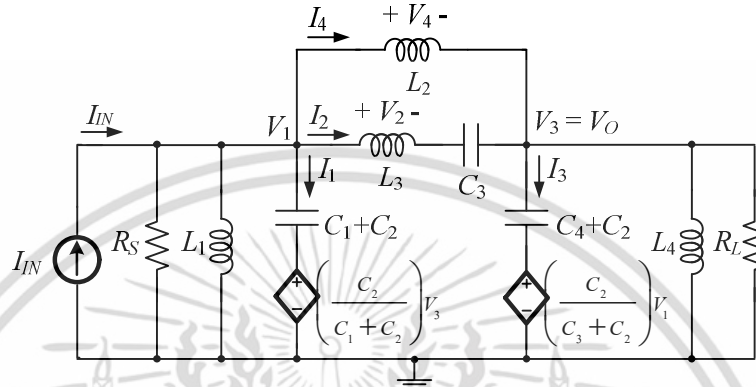 I4
+ V4 -
L2
IIN
V1
I2
+ V2 -
L3
C3
V3 = VO
I1
I3
IIN
RS
L1
C1+C2
C4+C2
L4
RL
(C2 / (C1 + C2)) V3
(C2 / (C3 + C2)) V1